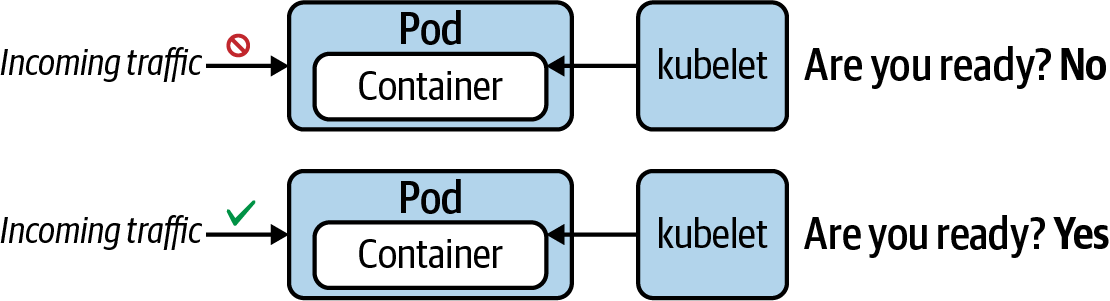 Pod
Incoming traffic
Container
kubelet
Are you ready? No
Pod
Incoming traffic
Container
kubelet
Are you ready? Yes